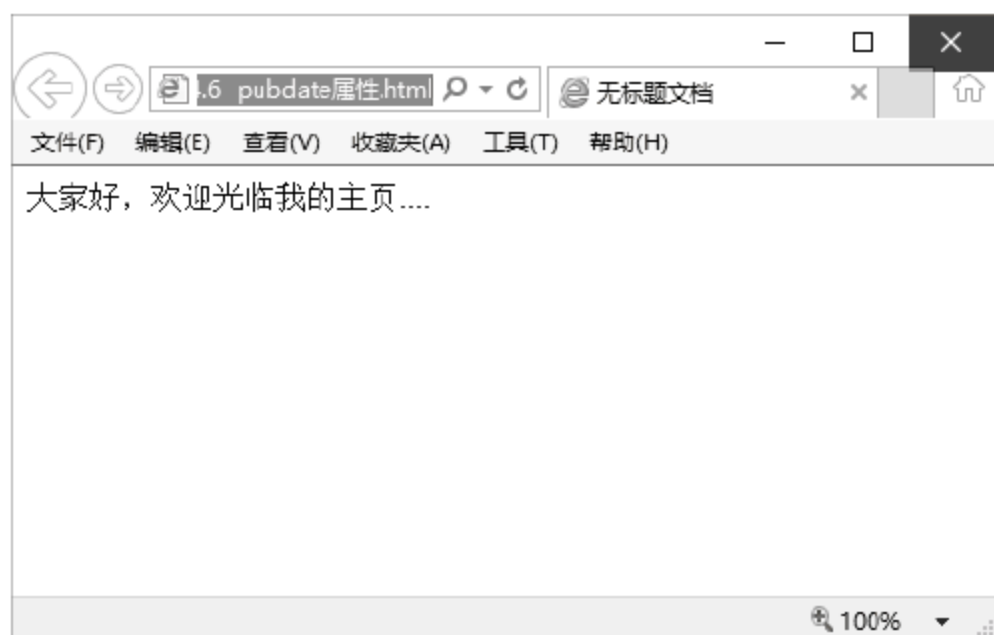 .6 pubdate属性.html
无标题文档
文件(F) 编辑(E) 查看(V) 收藏夹(A) 工具(T) 帮助(H)
大家好，欢迎光临我的主页....
100%